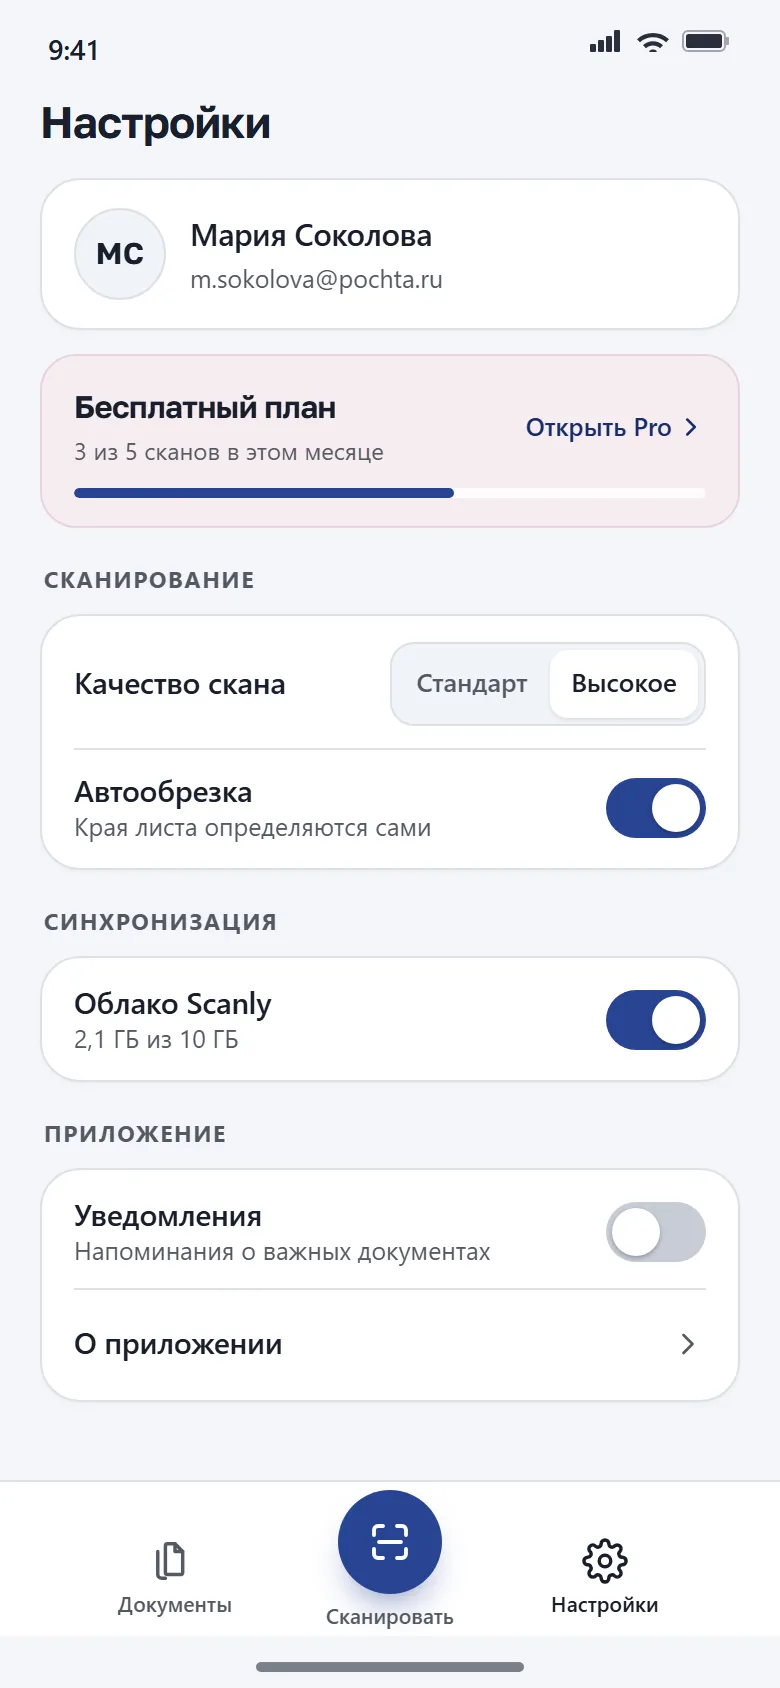 9:41
Настройки
МС
Мария Соколова
m.sokolova@pochta.ru
Бесплатный план
3 из 5 сканов в этом месяце
Открыть Pro
СКАНИРОВАНИЕ
Качество скана
Стандарт
Высокое
Автообрезка
Края листа определяются сами
СИНХРОНИЗАЦИЯ
Облако Scanly
2,1 ГБ из 10 ГБ
ПРИЛОЖЕНИЕ
Уведомления
Напоминания о важных документах
О приложении
Документы
Сканировать
Настройки